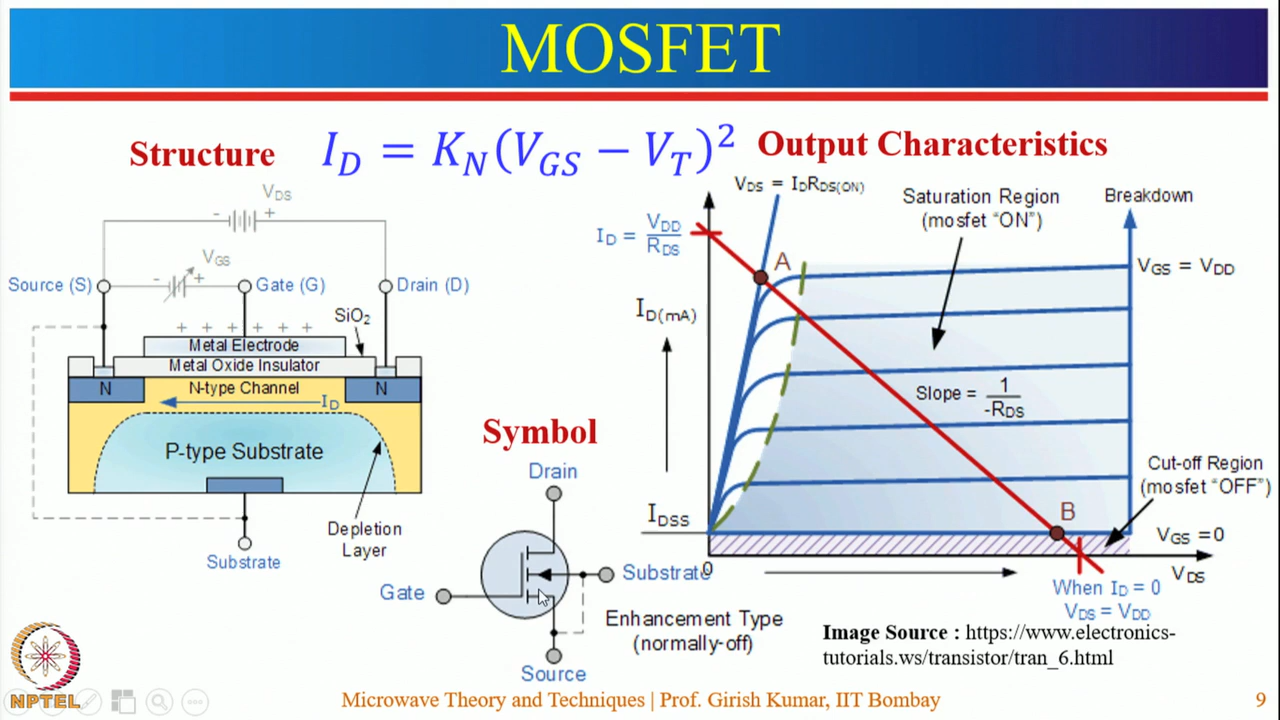 MOSFET
Structure
I_D = K_N(V_GS − V_T)²
Output Characteristics
V_DS
- +
V_GS
- +
Source (S)
Gate (G)
Drain (D)
+ + + + + +
SiO₂
Metal Electrode
Metal Oxide Insulator
N
N-type Channel
N
I_D
P-type Substrate
Depletion
Layer
Substrate
Symbol
Drain
Gate
Substrate
Source
Enhancement Type
(normally-off)
V_DS = I_D R_DS(ON)
Saturation Region
(mosfet "ON")
Breakdown
I_D = V_DD / R_DS
A
V_GS = V_DD
I_D(mA)
Slope = 1 / -R_DS
Cut-off Region
(mosfet "OFF")
I_DSS
B
V_GS = 0
0
V_DS
When I_D = 0
V_DS = V_DD
Image Source : https://www.electronics-
tutorials.ws/transistor/tran_6.html
NPTEL
Microwave Theory and Techniques | Prof. Girish Kumar, IIT Bombay
9